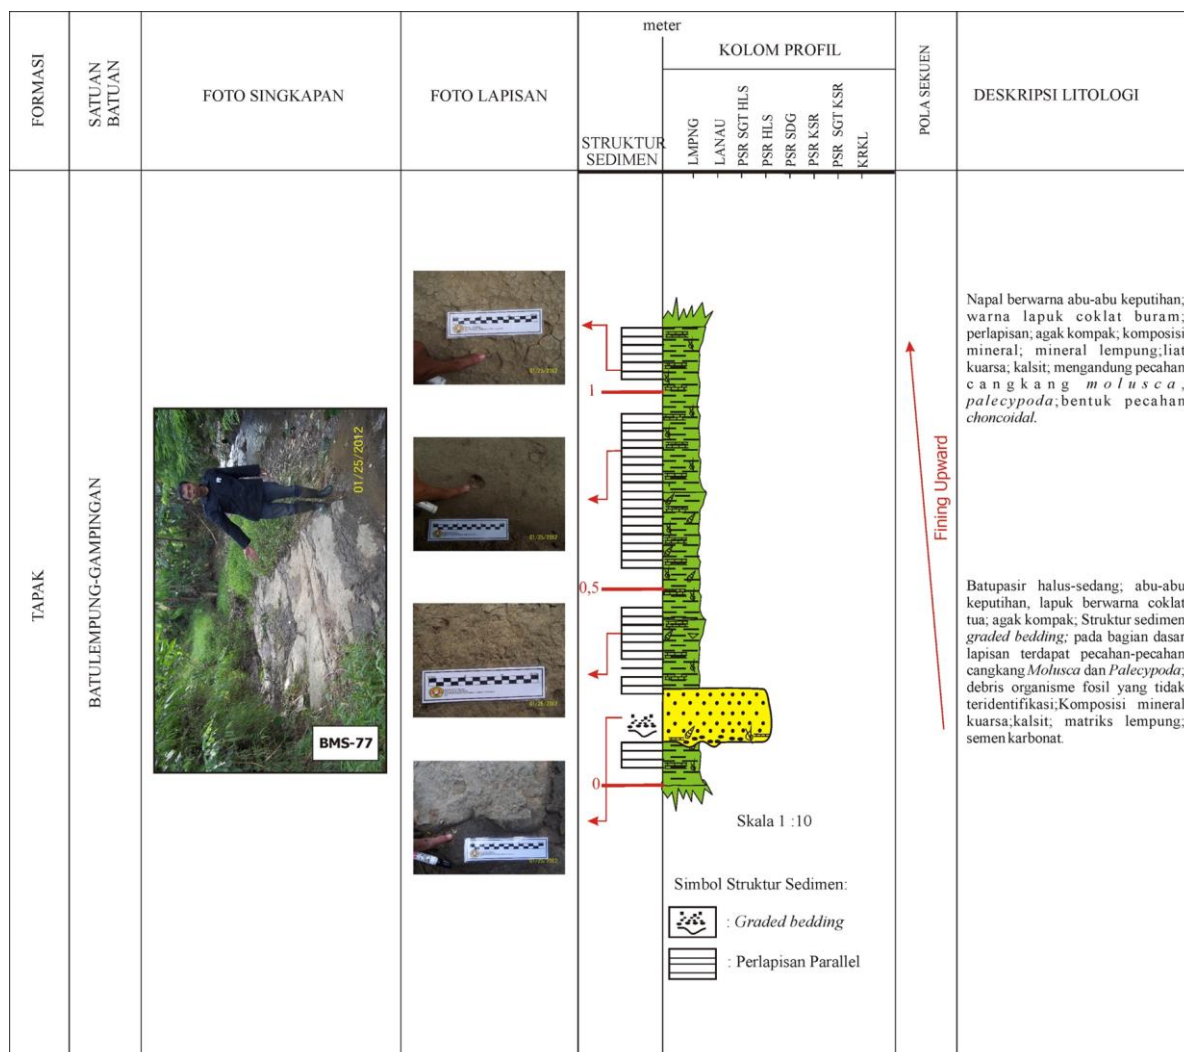 meter
FORMASI
SATUAN
BATUAN
FOTO SINGKAPAN
FOTO LAPISAN
STRUKTUR
SEDIMEN
KOLOM PROFIL
LMPNG
LANAU
PSR SGT HLS
PSR HLS
PSR SDG
PSR KSR
PSR SGT KSR
KRKL
POLA SEKUEN
DESKRIPSI LITOLOGI
TAPAK
BATULEMPUNG-GAMPINGAN
01/25/2012
BMS-77
1
0,5
0
Fining Upward
Napal berwarna abu-abu keputihan;
warna lapuk coklat buram;
perlapisan; agak kompak; komposisi
mineral; mineral lempung;liat
kuarsa; kalsit; mengandung pecahan
cangkang molusca,
palecypoda;bentuk pecahan
choncoidal.
Batupasir halus-sedang; abu-abu
keputihan, lapuk berwarna coklat
tua; agak kompak; Struktur sedimen
graded bedding; pada bagian dasar
lapisan terdapat pecahan-pecahan
cangkang Molusca dan Palecypoda;
debris organisme fosil yang tidak
teridentifikasi;Komposisi mineral
kuarsa;kalsit; matriks lempung;
semen karbonat.
Skala 1 :10
Simbol Struktur Sedimen:
: Graded bedding
: Perlapisan Parallel